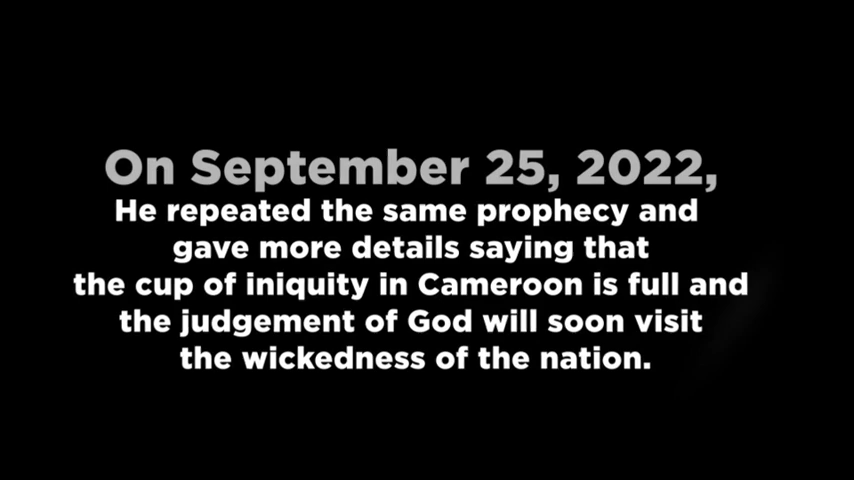 On September 25, 2022,
He repeated the same prophecy and
gave more details saying that
the cup of iniquity in Cameroon is full and
the judgement of God will soon visit
the wickedness of the nation.